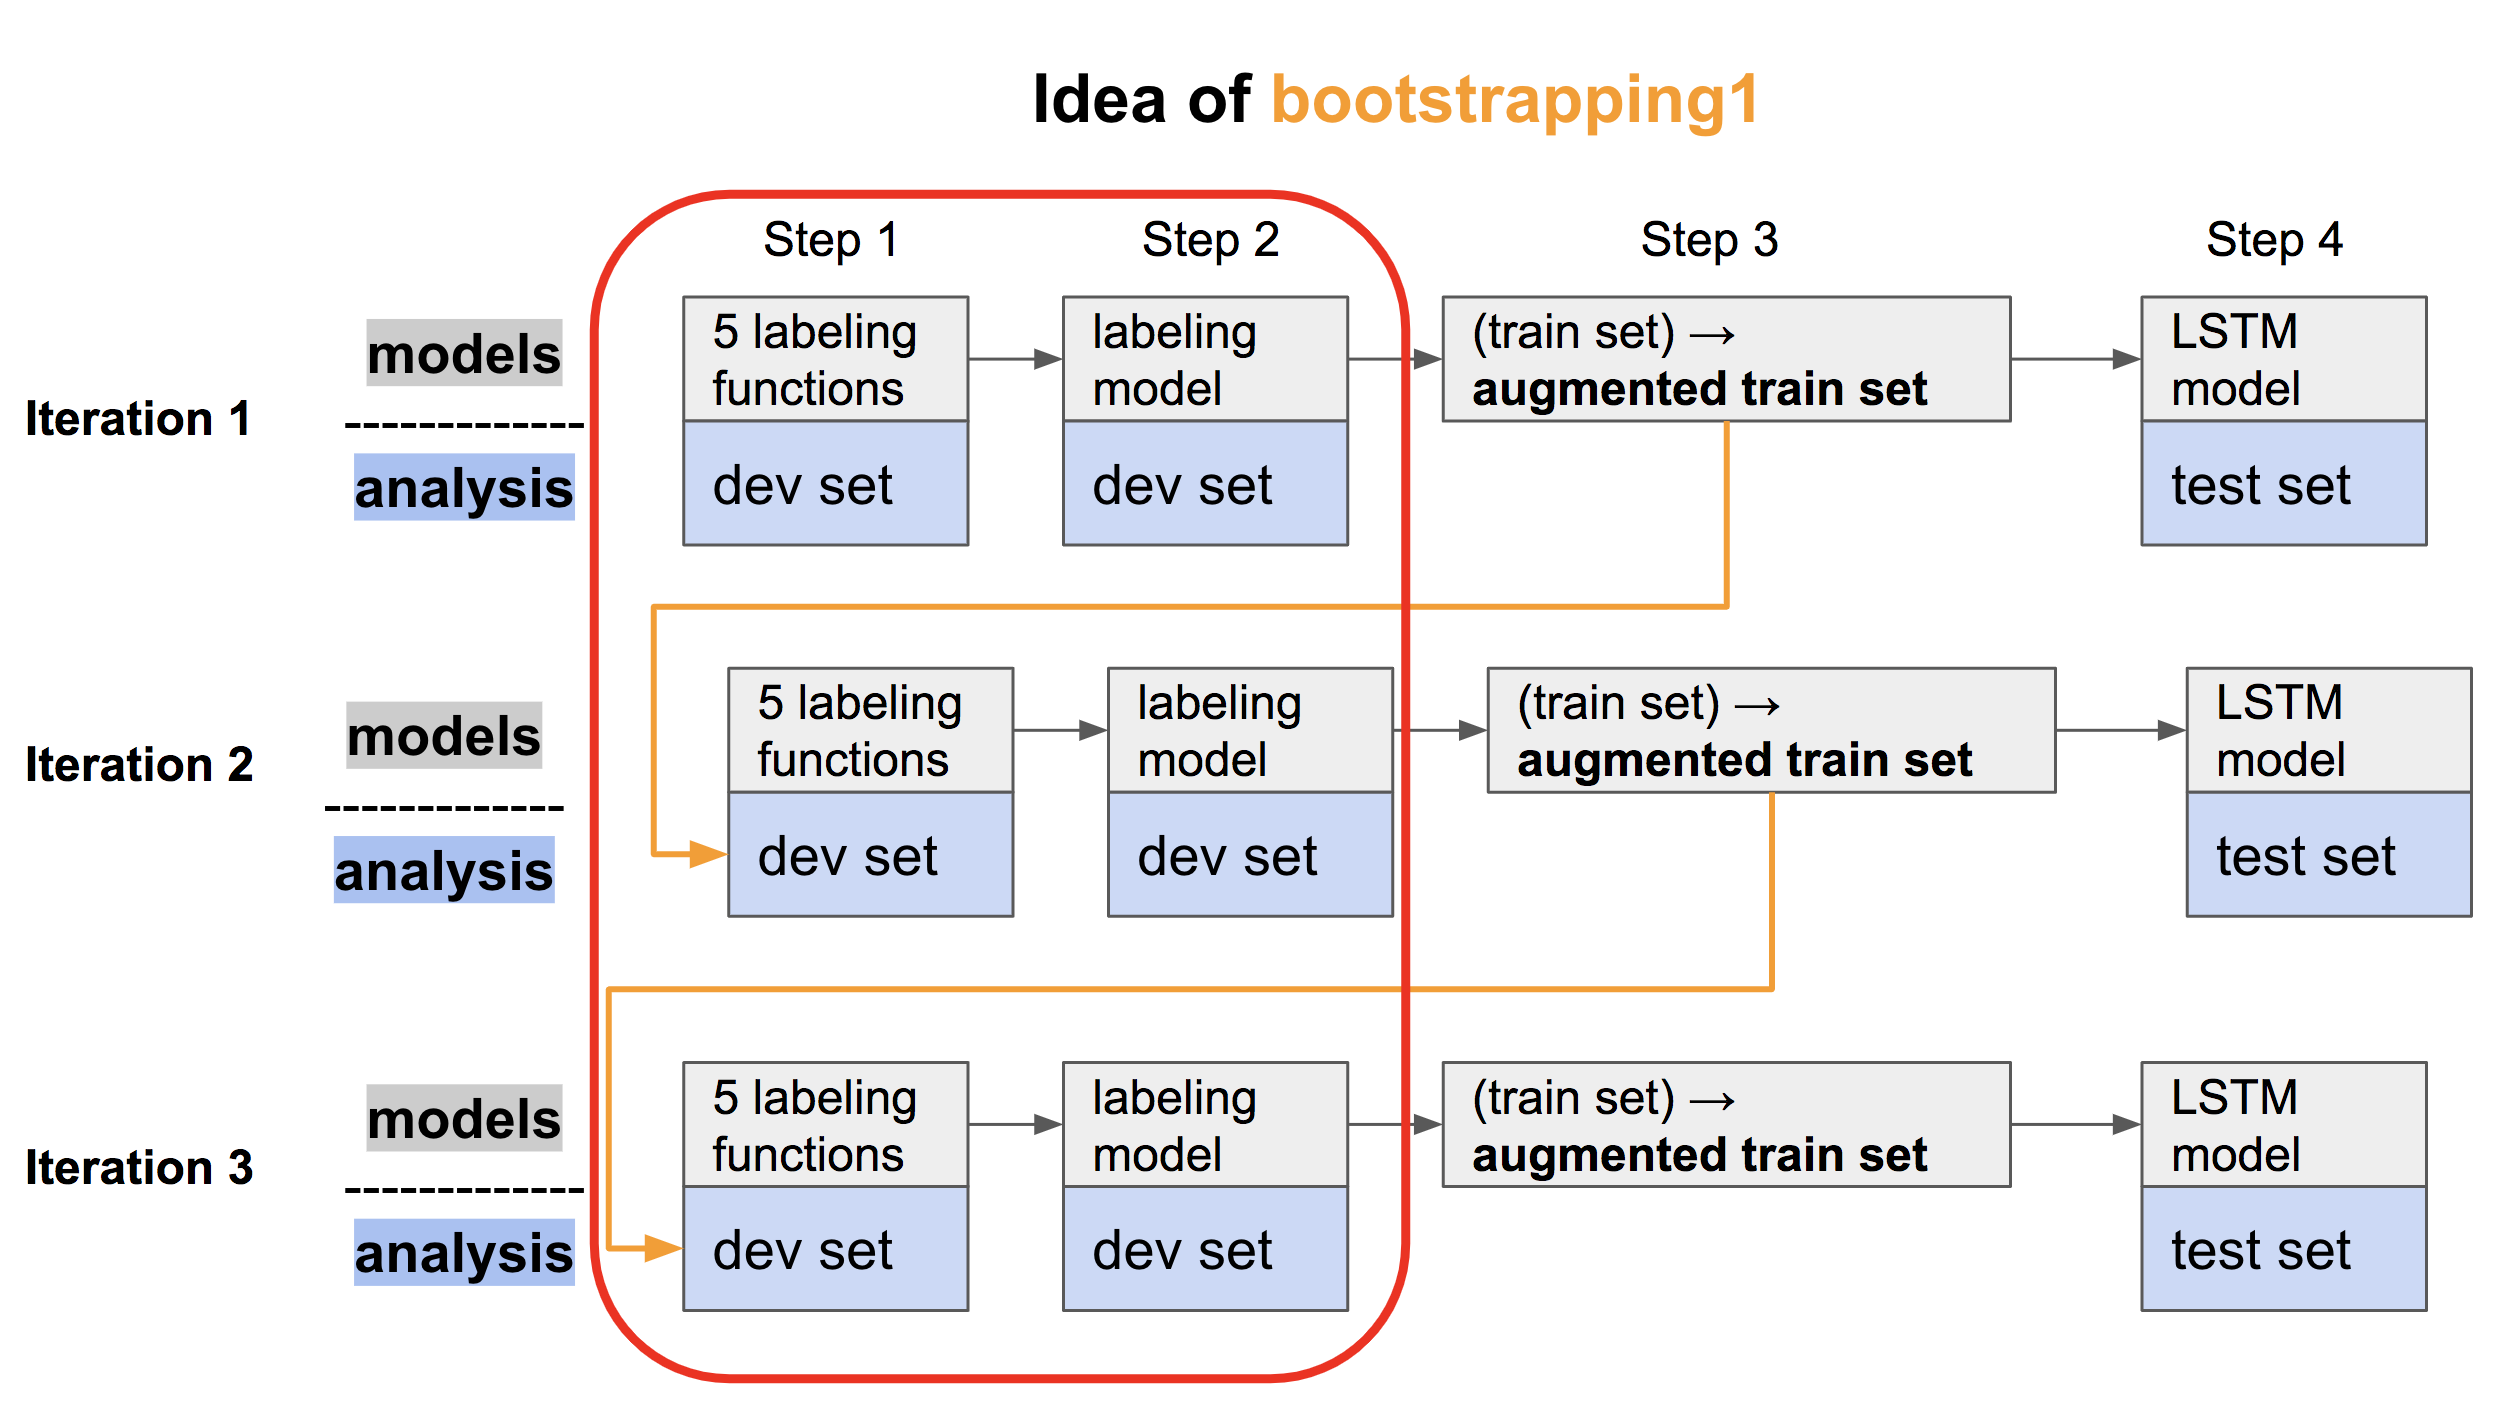 Idea of bootstrapping1
Step 1
Step 2
Step 3
Step 4
Iteration 1
models
-------------
analysis
5 labeling
functions
dev set
labeling
model
dev set
(train set) →
augmented train set
LSTM
model
test set
Iteration 2
models
-------------
analysis
5 labeling
functions
dev set
labeling
model
dev set
(train set) →
augmented train set
LSTM
model
test set
Iteration 3
models
-------------
analysis
5 labeling
functions
dev set
labeling
model
dev set
(train set) →
augmented train set
LSTM
model
test set